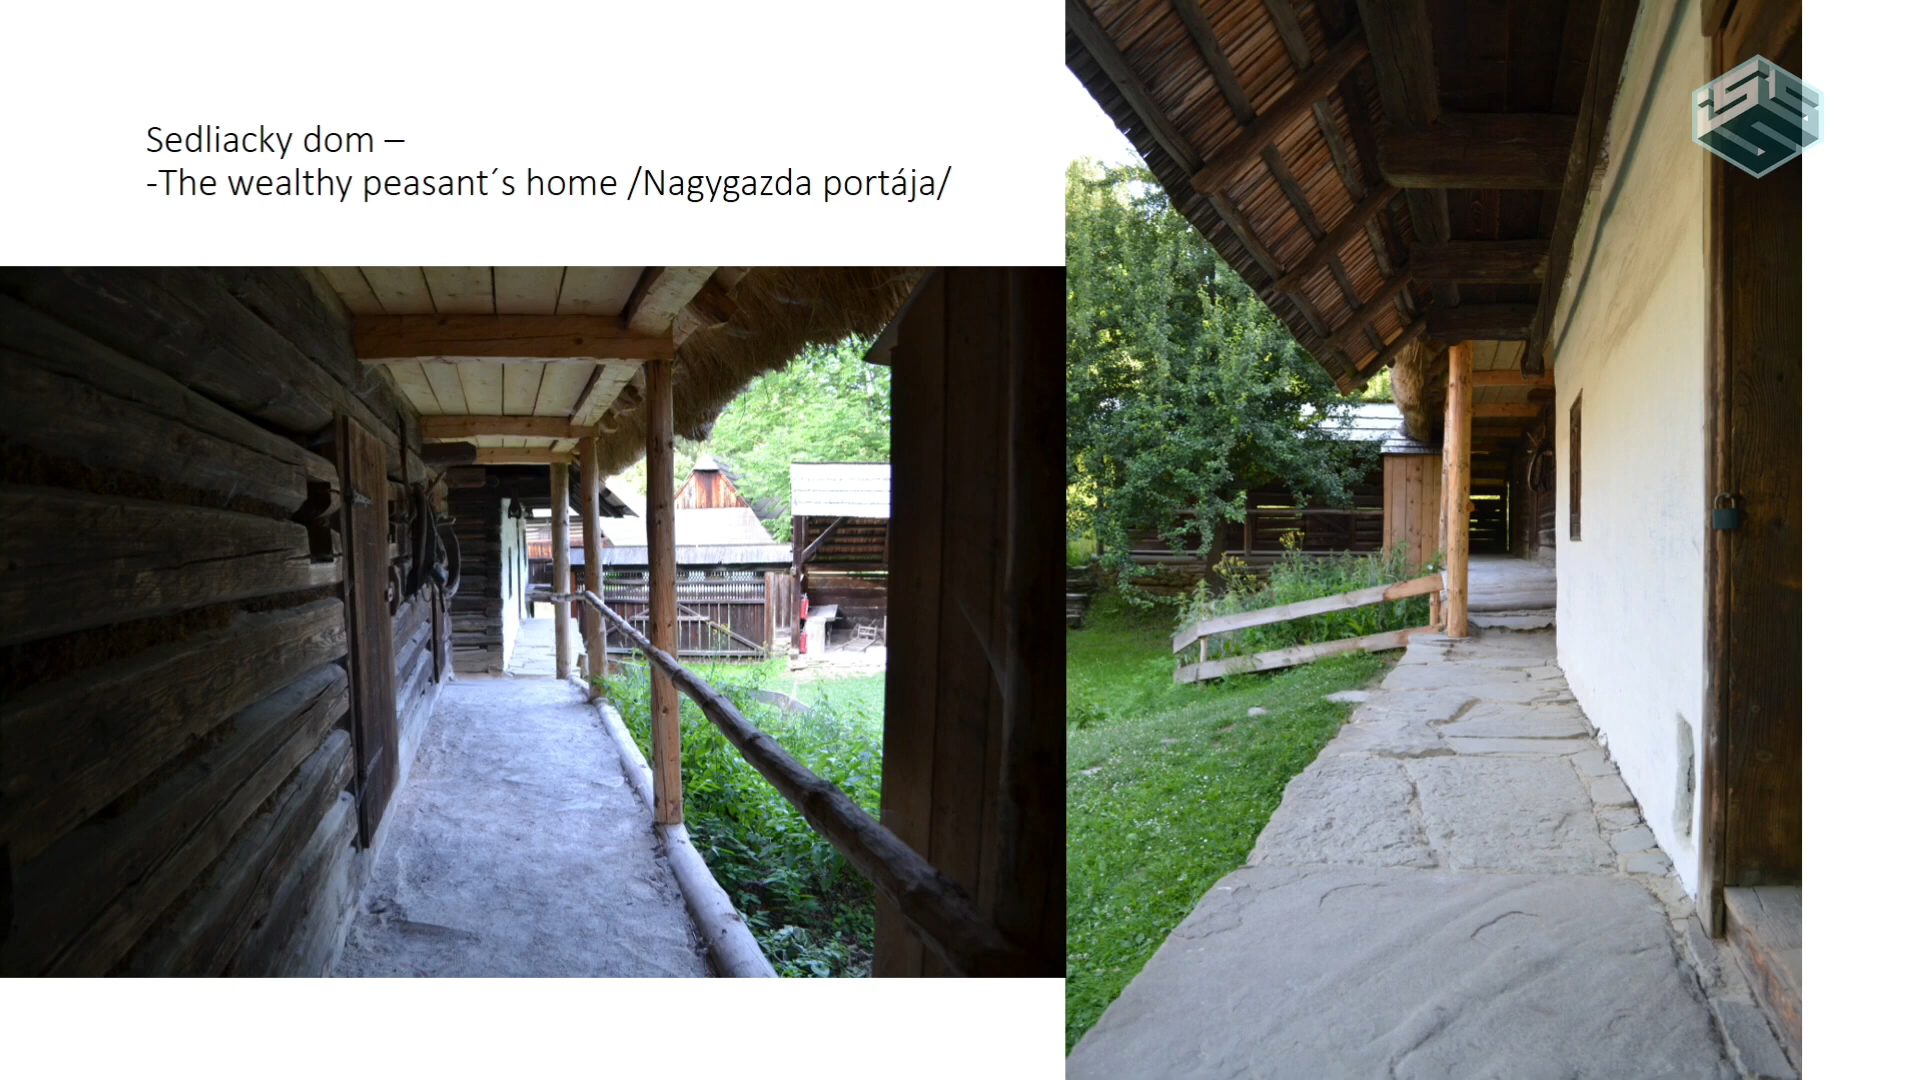 Sedliacky dom –
-The wealthy peasant´s home /Nagygazda portája/